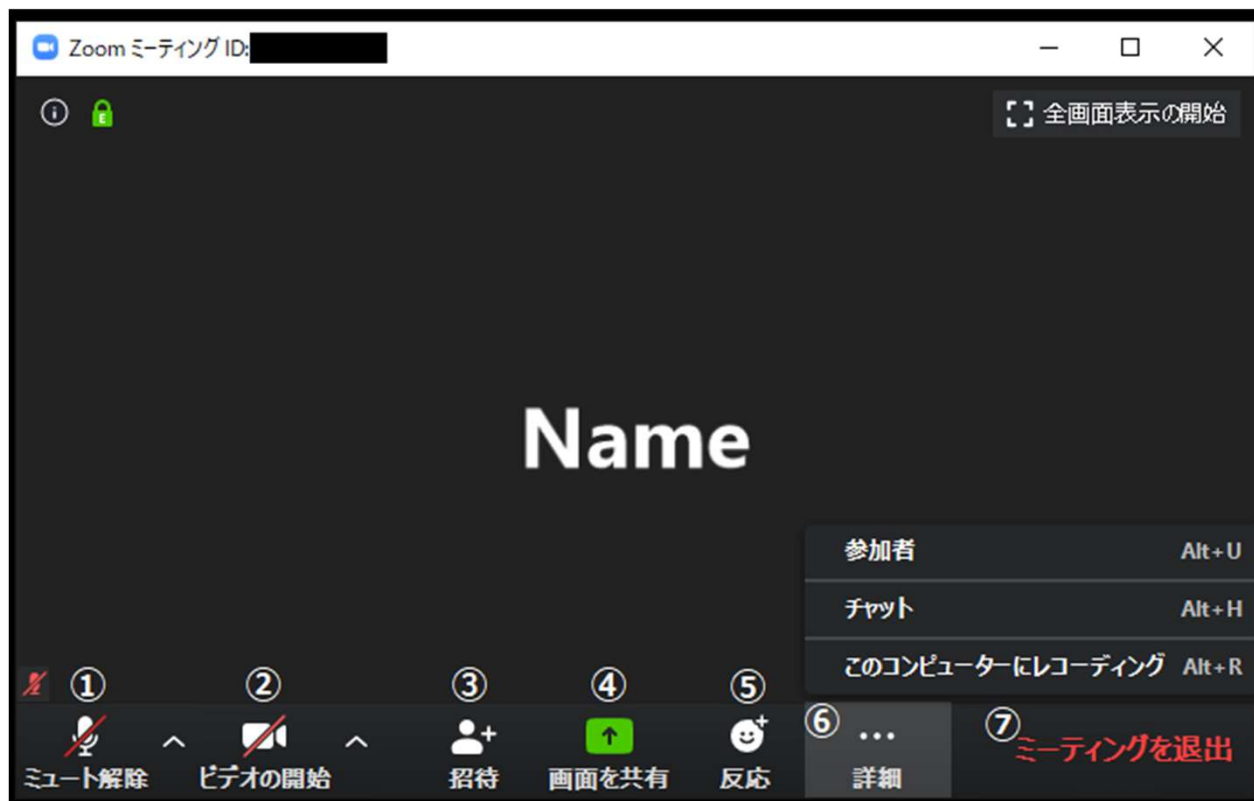 Zoom ミーティング ID:
全画面表示の開始
Name
参加者 Alt+U
チャット Alt+H
このコンピューターにレコーディング Alt+R
① ② ③ ④ ⑤ ⑥ ⑦
ミュート解除 ビデオの開始 招待 画面を共有 反応 詳細 ミーティングを退出